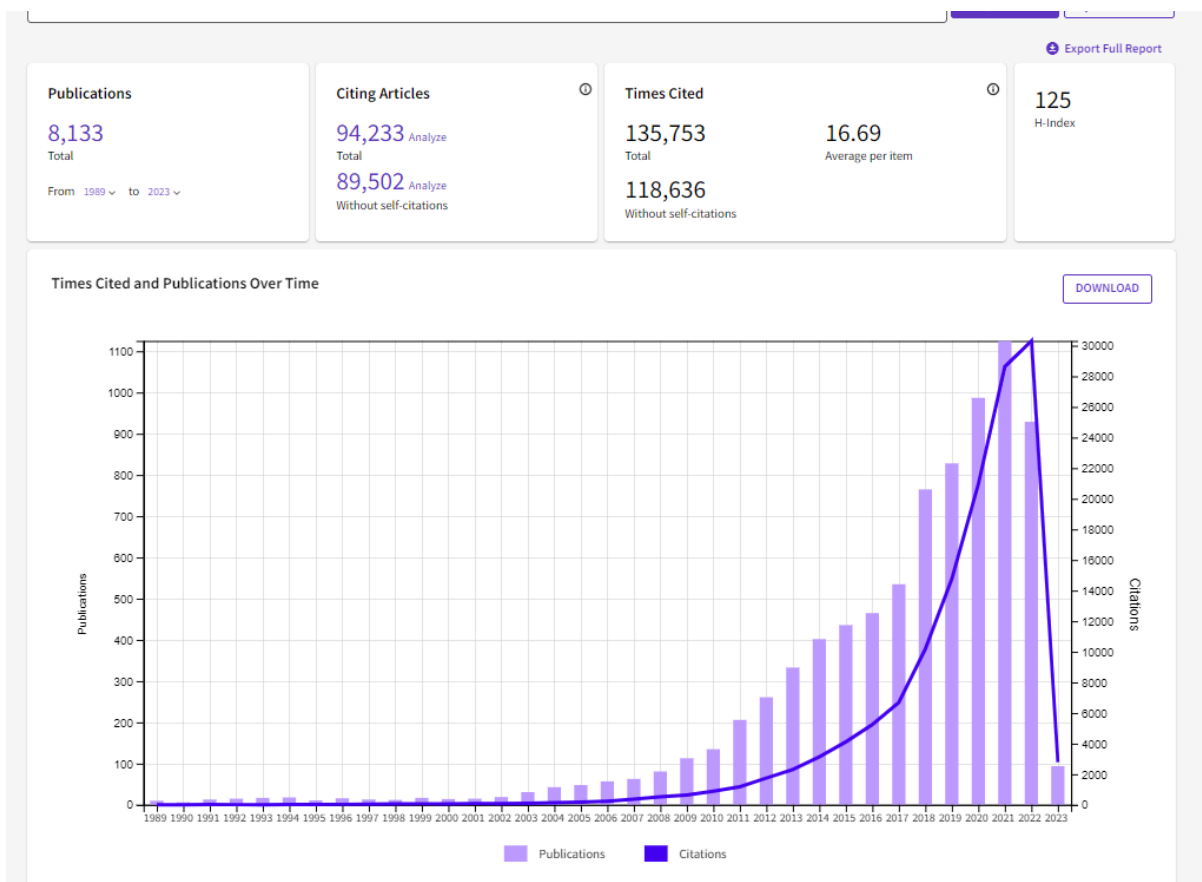 Export Full Report
Publications
8,133
Total
From 1989 to 2023
Citing Articles
94,233 Analyze
Total
89,502 Analyze
Without self-citations
Times Cited
135,753
Total
16.69
Average per item
118,636
Without self-citations
125
H-Index
Times Cited and Publications Over Time
DOWNLOAD
1100
1000
900
800
700
600
500
400
300
200
100
0
Publications
30000
28000
26000
24000
22000
20000
18000
16000
14000
12000
10000
8000
6000
4000
2000
0
Citations
1989 1990 1991 1992 1993 1994 1995 1996 1997 1998 1999 2000 2001 2002 2003 2004 2005 2006 2007 2008 2009 2010 2011 2012 2013 2014 2015 2016 2017 2018 2019 2020 2021 2022 2023
Publications Citations